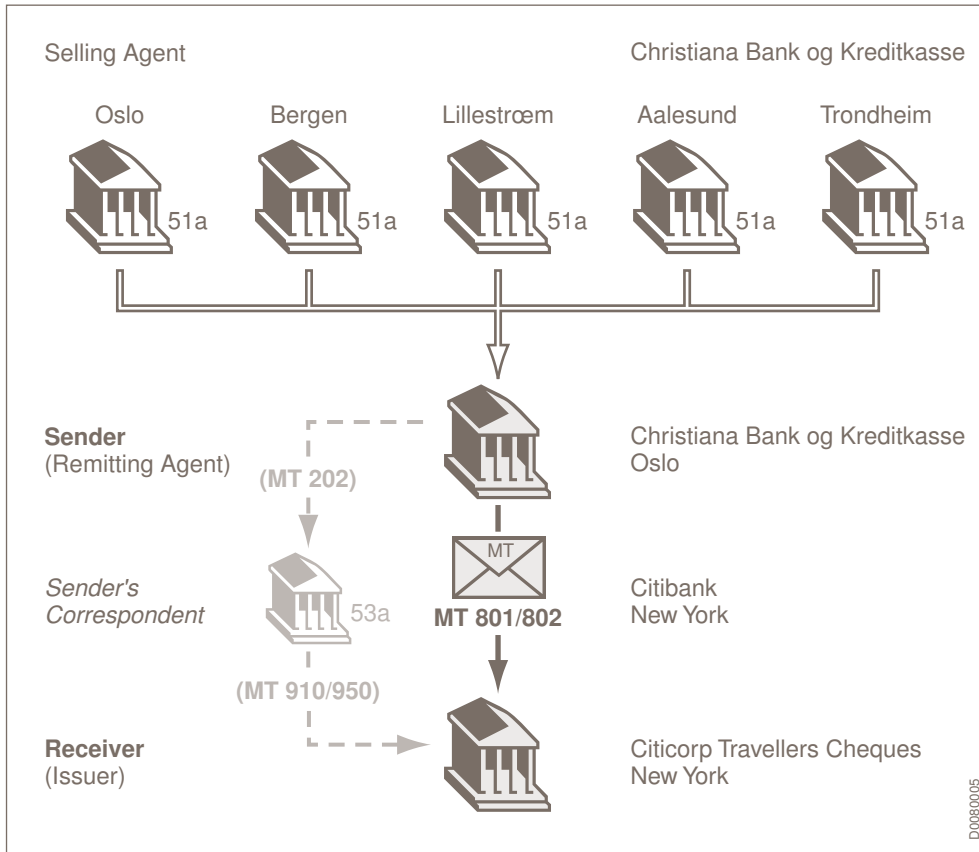 Selling Agent
Christiana Bank og Kreditkasse
Oslo
Bergen
Lillestrœm
Aalesund
Trondheim
51a
51a
51a
51a
51a
Sender
(Remitting Agent)
Christiana Bank og Kreditkasse
Oslo
(MT 202)
MT
Sender's
Correspondent
53a
MT 801/802
Citibank
New York
(MT 910/950)
Receiver
(Issuer)
Citicorp Travellers Cheques
New York
D0080005